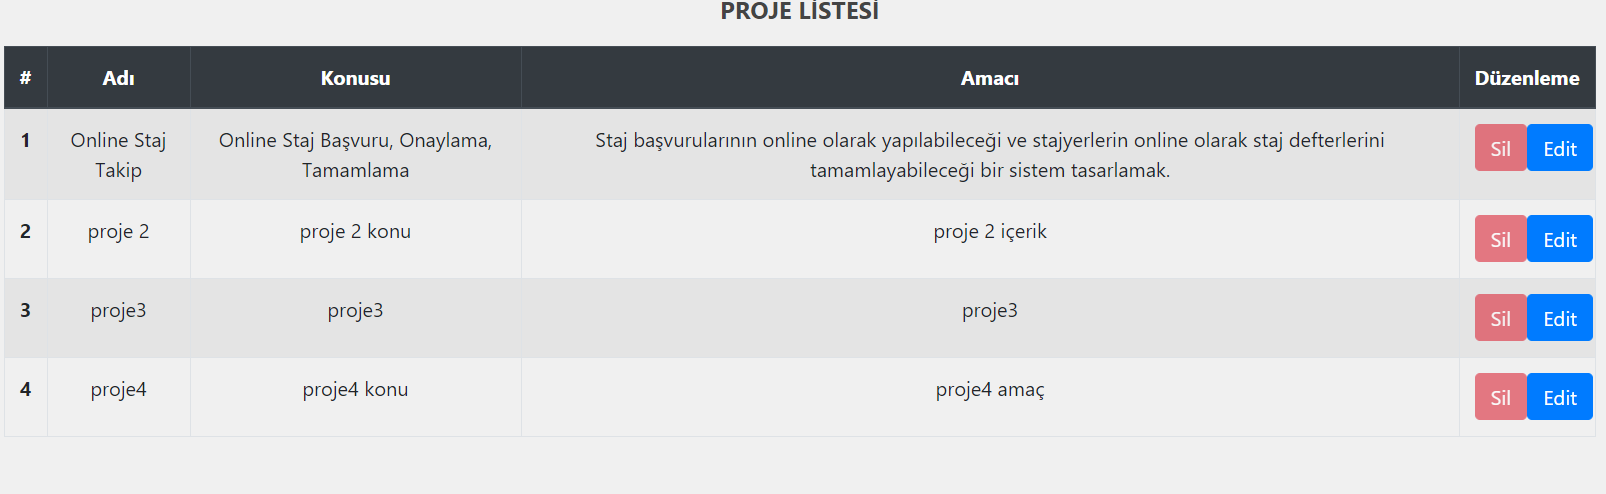 PROJE LİSTESİ
# Adı Konusu Amacı Düzenleme
1 Online Staj Takip Online Staj Başvuru, Onaylama, Tamamlama Staj başvurularının online olarak yapılabileceği ve stajyerlerin online olarak staj defterlerini tamamlayabileceği bir sistem tasarlamak. Sil Edit
2 proje 2 proje 2 konu proje 2 içerik Sil Edit
3 proje3 proje3 proje3 Sil Edit
4 proje4 proje4 konu proje4 amaç Sil Edit